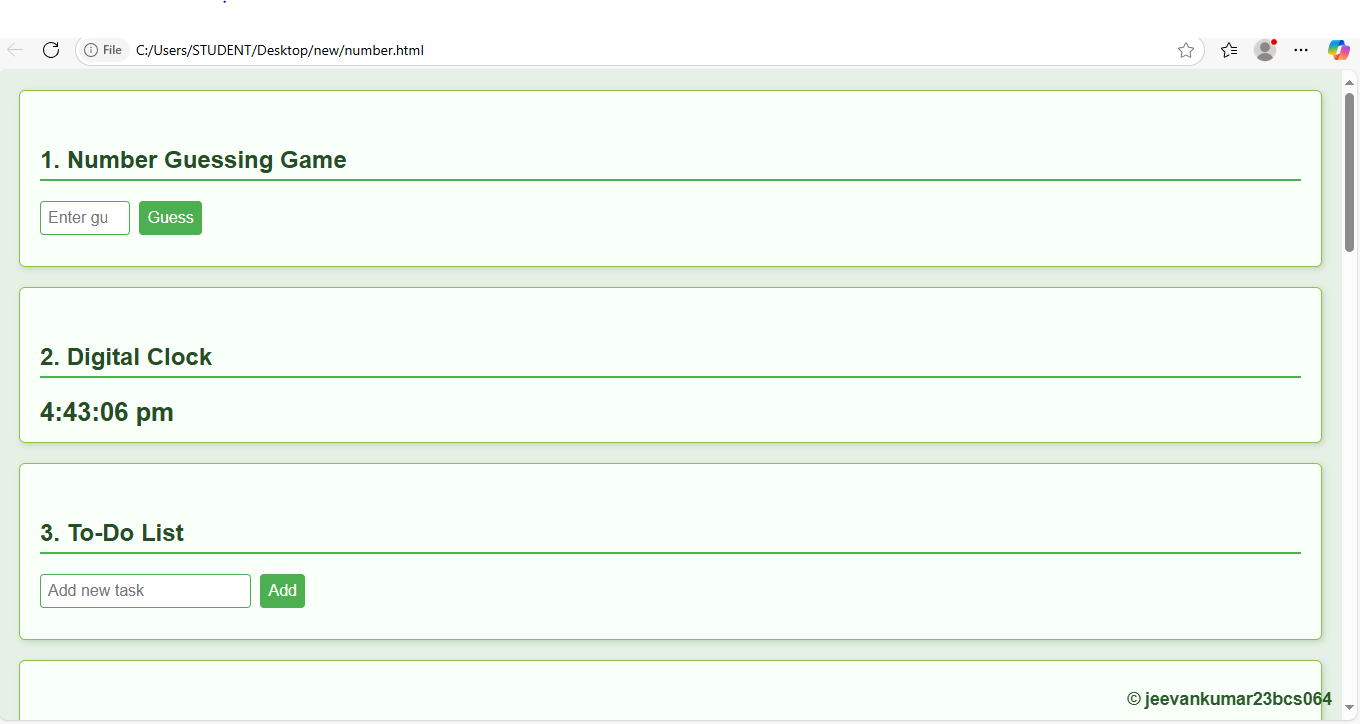 File C:/Users/STUDENT/Desktop/new/number.html
1. Number Guessing Game
Enter gu Guess
2. Digital Clock
4:43:06 pm
3. To-Do List
Add new task Add
© jeevankumar23bcs064